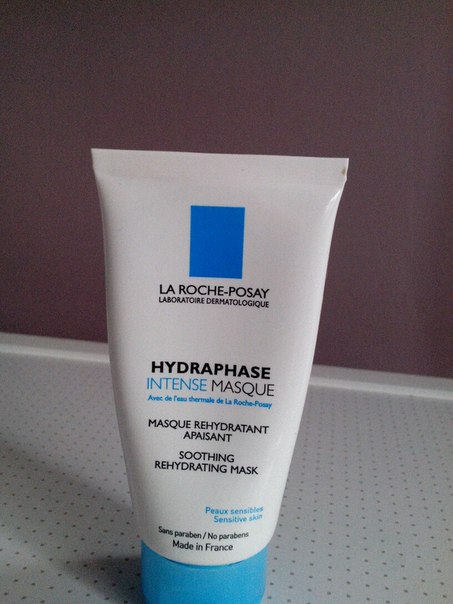 LA ROCHE-POSAY
LABORATOIRE DERMATOLOGIQUE
HYDRAPHASE
INTENSE MASQUE
Avec de l'eau thermale de La Roche-Posay
MASQUE REHYDRATANT
APAISANT
SOOTHING
REHYDRATING MASK
Peaux sensibles
Sensitive skin
Sans paraben / No parabens
Made in France